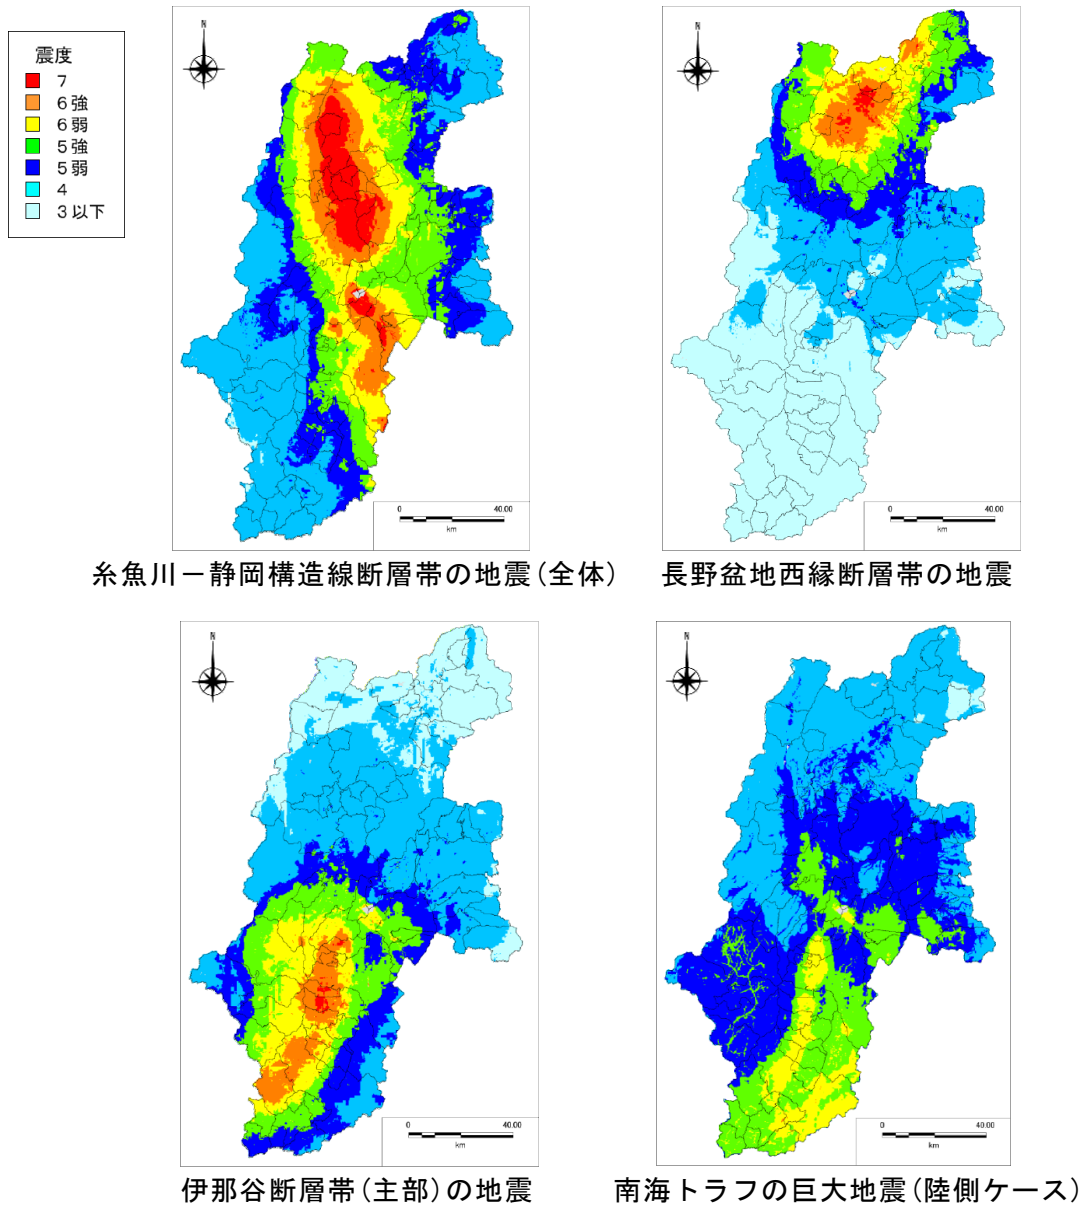 震度
7
6強
6弱
5強
5弱
4
3以下
N
0 40.00
km
糸魚川－静岡構造線断層帯の地震(全体)
N
0 40.00
km
長野盆地西縁断層帯の地震
N
0 40.00
km
伊那谷断層帯(主部)の地震
N
0 40.00
km
南海トラフの巨大地震(陸側ケース)